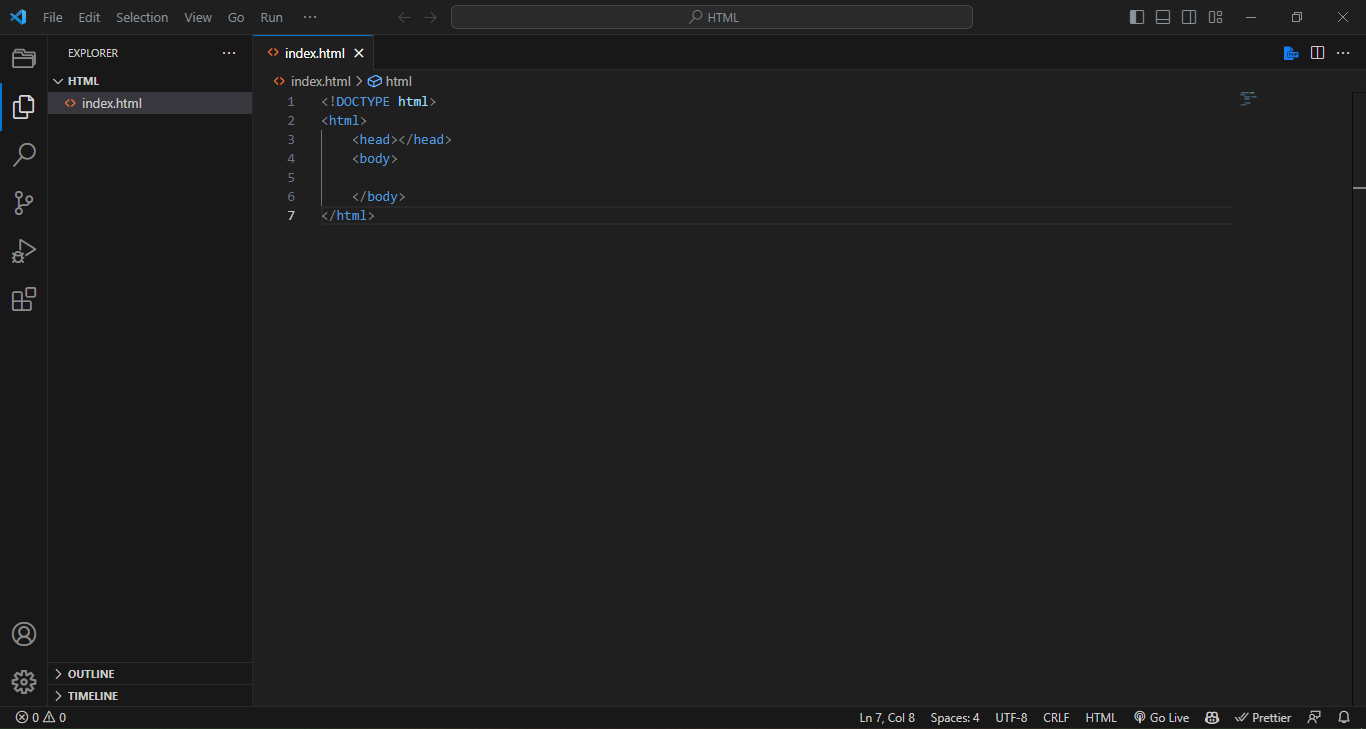 File Edit Selection View Go Run ···
HTML
EXPLORER ···
HTML
index.html
OUTLINE
TIMELINE
index.html
index.html > html
1 <!DOCTYPE html>
2 <html>
3     <head></head>
4     <body>
5
6     </body>
7 </html>
0 0
Ln 7, Col 8 Spaces: 4 UTF-8 CRLF HTML Go Live Prettier